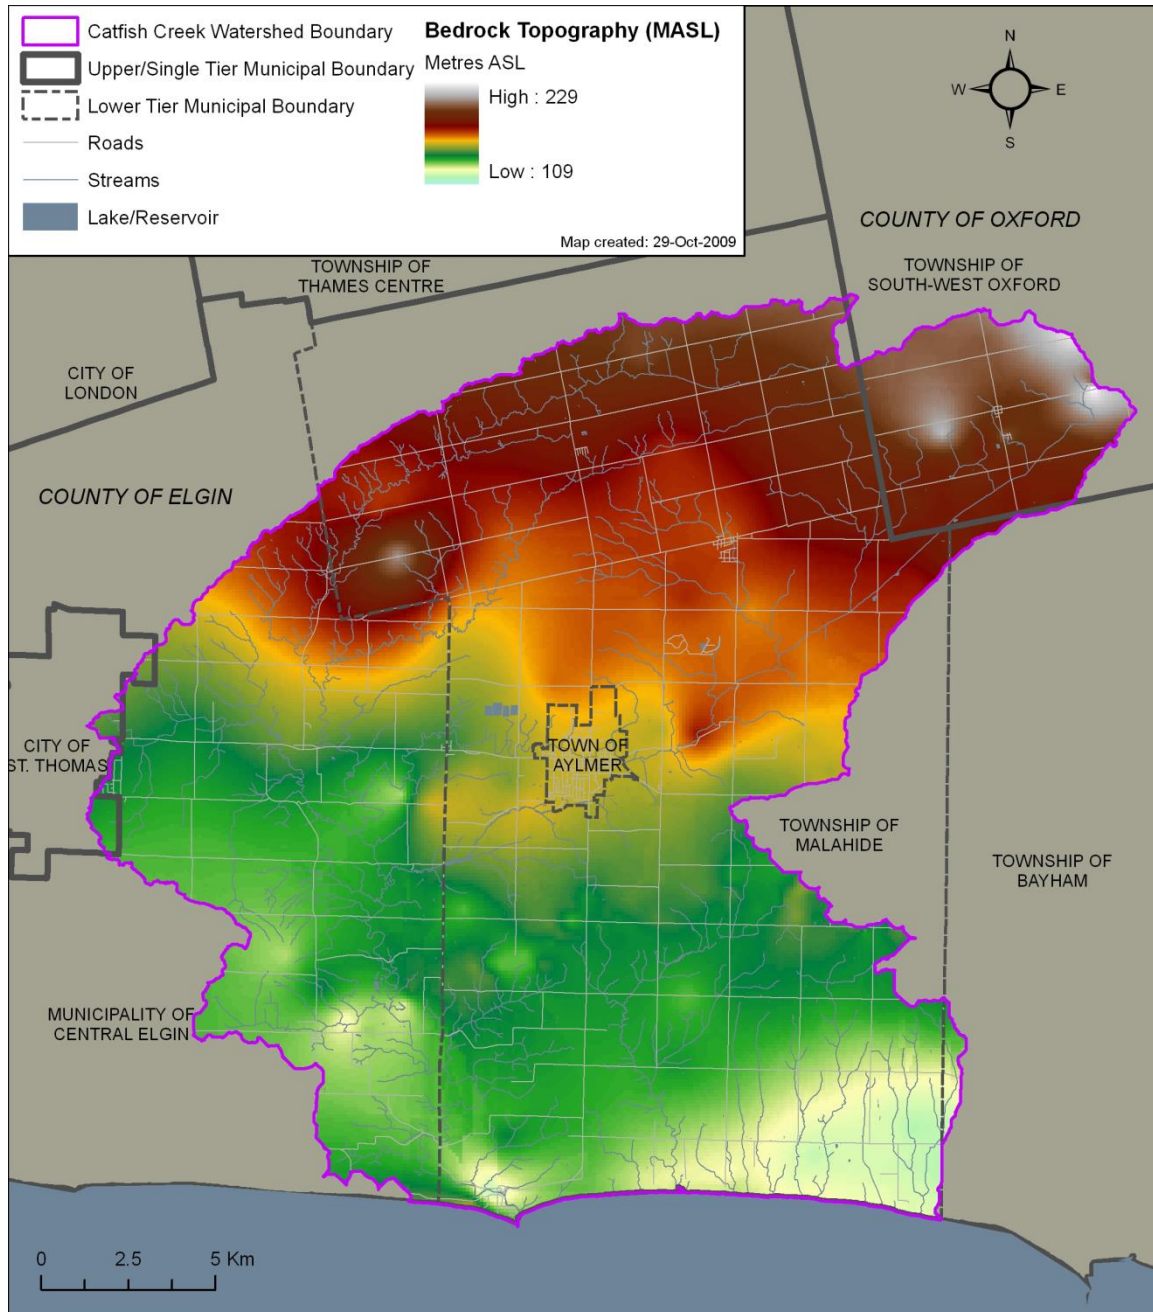 Catfish Creek Watershed Boundary
Upper/Single Tier Municipal Boundary
Lower Tier Municipal Boundary
Roads
Streams
Lake/Reservoir
Bedrock Topography (MASL)
Metres ASL
High : 229
Low : 109
Map created: 29-Oct-2009
N
W
E
S
COUNTY OF OXFORD
TOWNSHIP OF
SOUTH-WEST OXFORD
TOWNSHIP OF
THAMES CENTRE
CITY OF
LONDON
COUNTY OF ELGIN
CITY OF
ST. THOMAS
TOWN OF
AYLMER
TOWNSHIP OF
MALAHIDE
TOWNSHIP OF
BAYHAM
MUNICIPALITY OF
CENTRAL ELGIN
0 2.5 5 Km